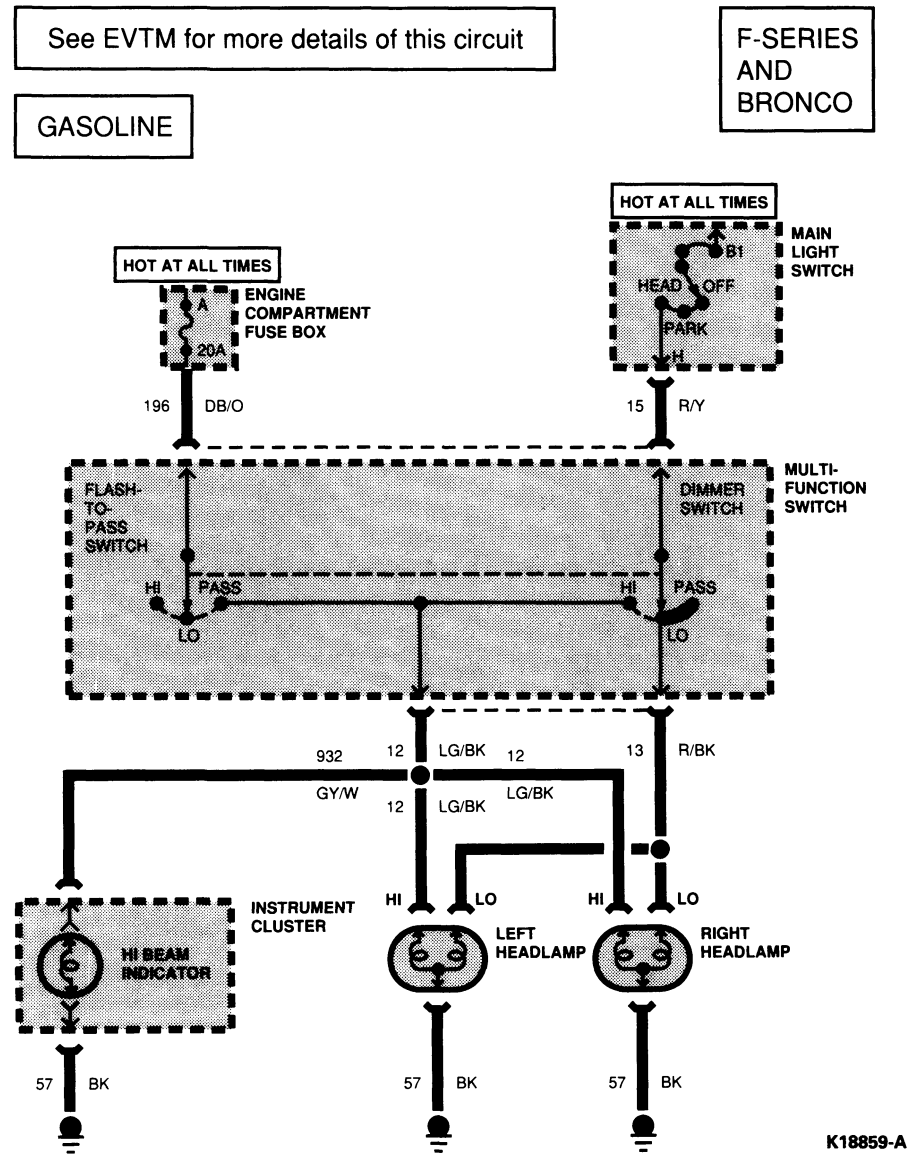 See EVTM for more details of this circuit
F-SERIES
AND
BRONCO
GASOLINE
HOT AT ALL TIMES
MAIN
LIGHT
SWITCH
B1
HEAD OFF
PARK
H
HOT AT ALL TIMES
ENGINE
COMPARTMENT
FUSE BOX
A
20A
196 DB/O
15 R/Y
MULTI-
FUNCTION
SWITCH
FLASH-
TO-
PASS
SWITCH
DIMMER
SWITCH
HI PASS
LO
HI PASS
LO
932
GY/W
12 LG/BK
12
LG/BK
13 R/BK
12 LG/BK
INSTRUMENT
CLUSTER
HI BEAM
INDICATOR
HI LO
LEFT
HEADLAMP
HI LO
RIGHT
HEADLAMP
57 BK
57 BK
57 BK
K18859-A